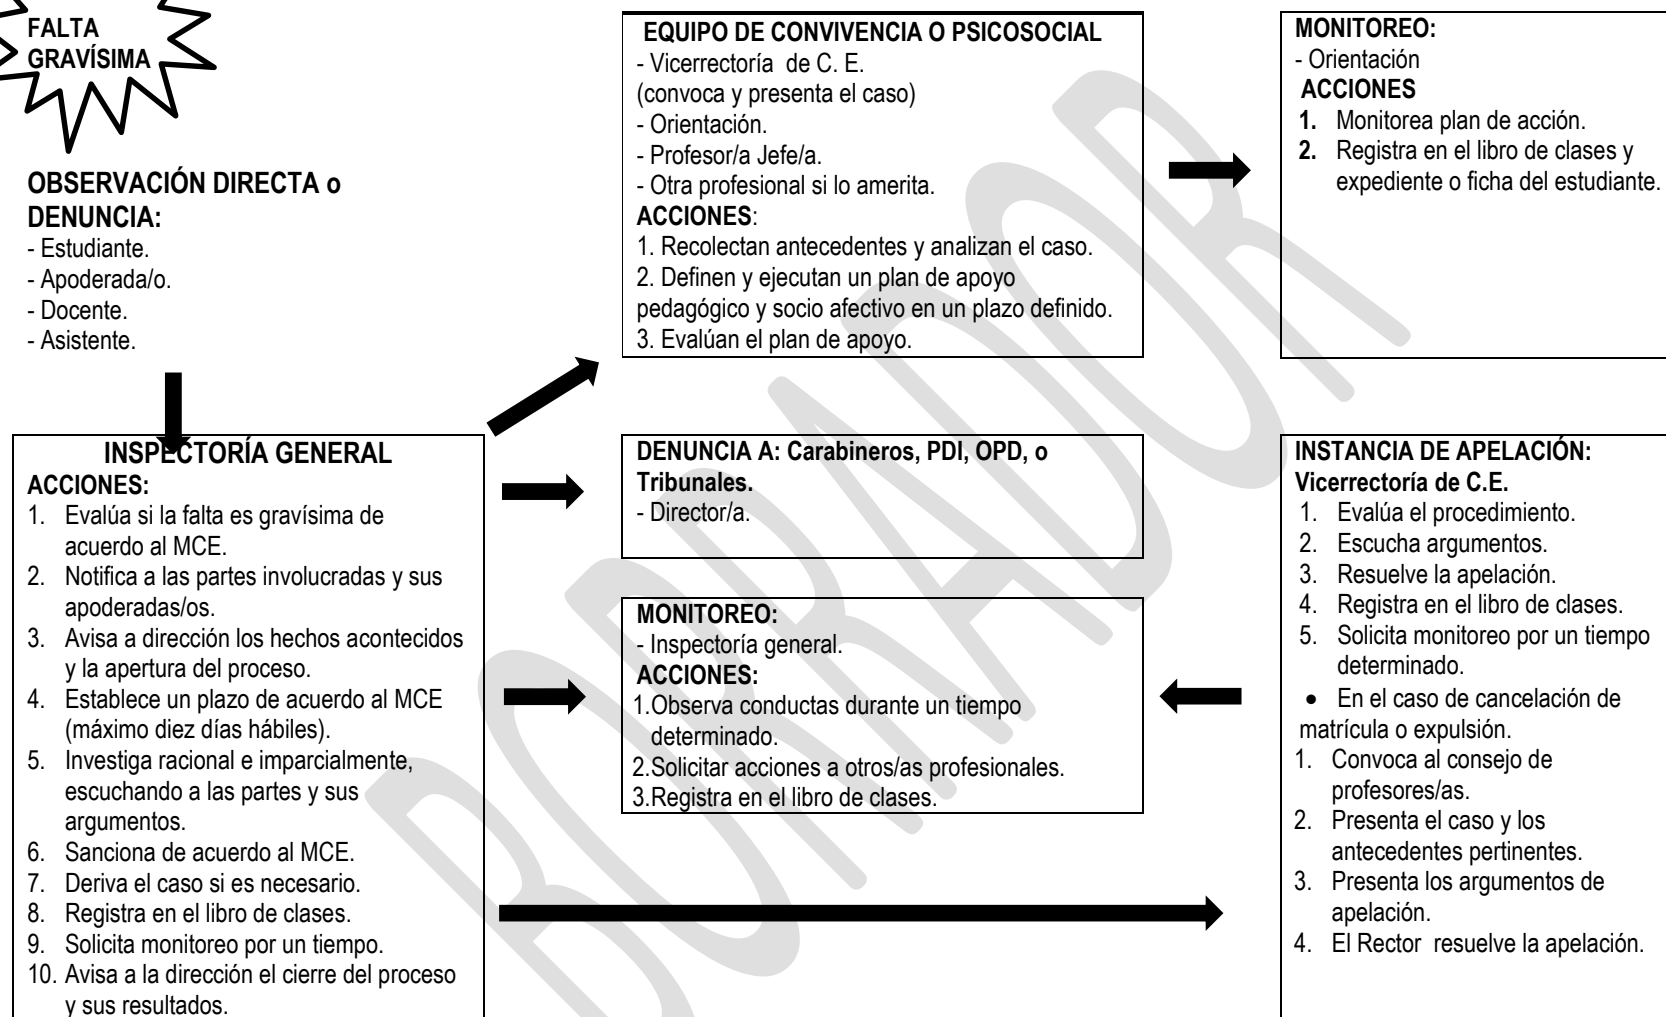 FALTA
GRAVÍSIMA
OBSERVACIÓN DIRECTA o
DENUNCIA:
- Estudiante.
- Apoderada/o.
- Docente.
- Asistente.
EQUIPO DE CONVIVENCIA O PSICOSOCIAL
- Vicerrectoría de C. E.
(convoca y presenta el caso)
- Orientación.
- Profesor/a Jefe/a.
- Otra profesional si lo amerita.
ACCIONES:
1. Recolectan antecedentes y analizan el caso.
2. Definen y ejecutan un plan de apoyo
pedagógico y socio afectivo en un plazo definido.
3. Evalúan el plan de apoyo.
MONITOREO:
- Orientación
ACCIONES
1. Monitorea plan de acción.
2. Registra en el libro de clases y
expediente o ficha del estudiante.
INSPECTORÍA GENERAL
ACCIONES:
1. Evalúa si la falta es gravísima de
acuerdo al MCE.
2. Notifica a las partes involucradas y sus
apoderadas/os.
3. Avisa a dirección los hechos acontecidos
y la apertura del proceso.
4. Establece un plazo de acuerdo al MCE
(máximo diez días hábiles).
5. Investiga racional e imparcialmente,
escuchando a las partes y sus
argumentos.
6. Sanciona de acuerdo al MCE.
7. Deriva el caso si es necesario.
8. Registra en el libro de clases.
9. Solicita monitoreo por un tiempo.
10. Avisa a la dirección el cierre del proceso
y sus resultados.
DENUNCIA A: Carabineros, PDI, OPD, o
Tribunales.
- Director/a.
MONITOREO:
- Inspectoría general.
ACCIONES:
1.Observa conductas durante un tiempo
determinado.
2.Solicitar acciones a otros/as profesionales.
3.Registra en el libro de clases.
INSTANCIA DE APELACIÓN:
Vicerrectoría de C.E.
1. Evalúa el procedimiento.
2. Escucha argumentos.
3. Resuelve la apelación.
4. Registra en el libro de clases.
5. Solicita monitoreo por un tiempo
determinado.
• En el caso de cancelación de
matrícula o expulsión.
1. Convoca al consejo de
profesores/as.
2. Presenta el caso y los
antecedentes pertinentes.
3. Presenta los argumentos de
apelación.
4. El Rector resuelve la apelación.
BORRADOR